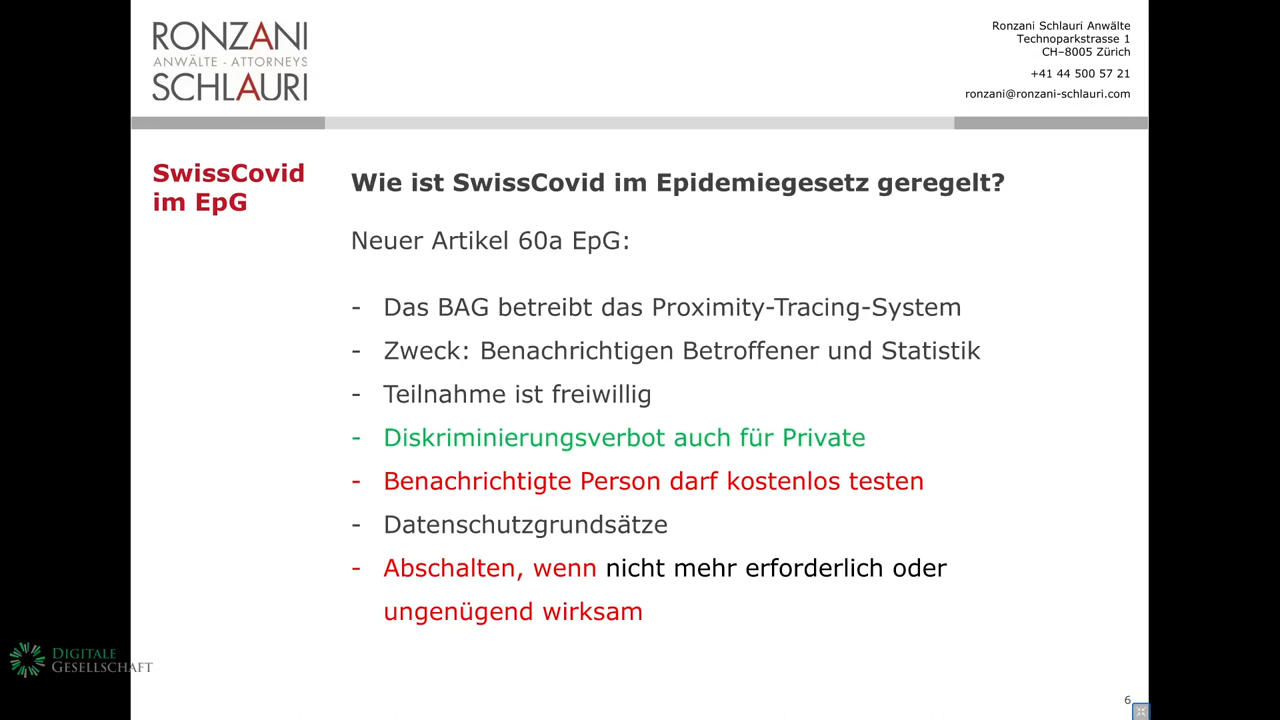 RONZANI
ANWÄLTE - ATTORNEYS
SCHLAURI
Ronzani Schlauri Anwälte
Technoparkstrasse 1
CH–8005 Zürich
+41 44 500 57 21
ronzani@ronzani-schlauri.com
SwissCovid
im EpG
Wie ist SwissCovid im Epidemiegesetz geregelt?
Neuer Artikel 60a EpG:
- Das BAG betreibt das Proximity-Tracing-System
- Zweck: Benachrichtigen Betroffener und Statistik
- Teilnahme ist freiwillig
- Diskriminierungsverbot auch für Private
- Benachrichtigte Person darf kostenlos testen
- Datenschutzgrundsätze
- Abschalten, wenn nicht mehr erforderlich oder
ungenügend wirksam
DIGITALE
GESELLSCHAFT
6